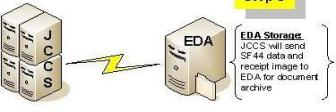 JCCS
EDA
EDA Storage
JCCS will send
SF44 data and
receipt image to
EDA for document
archive